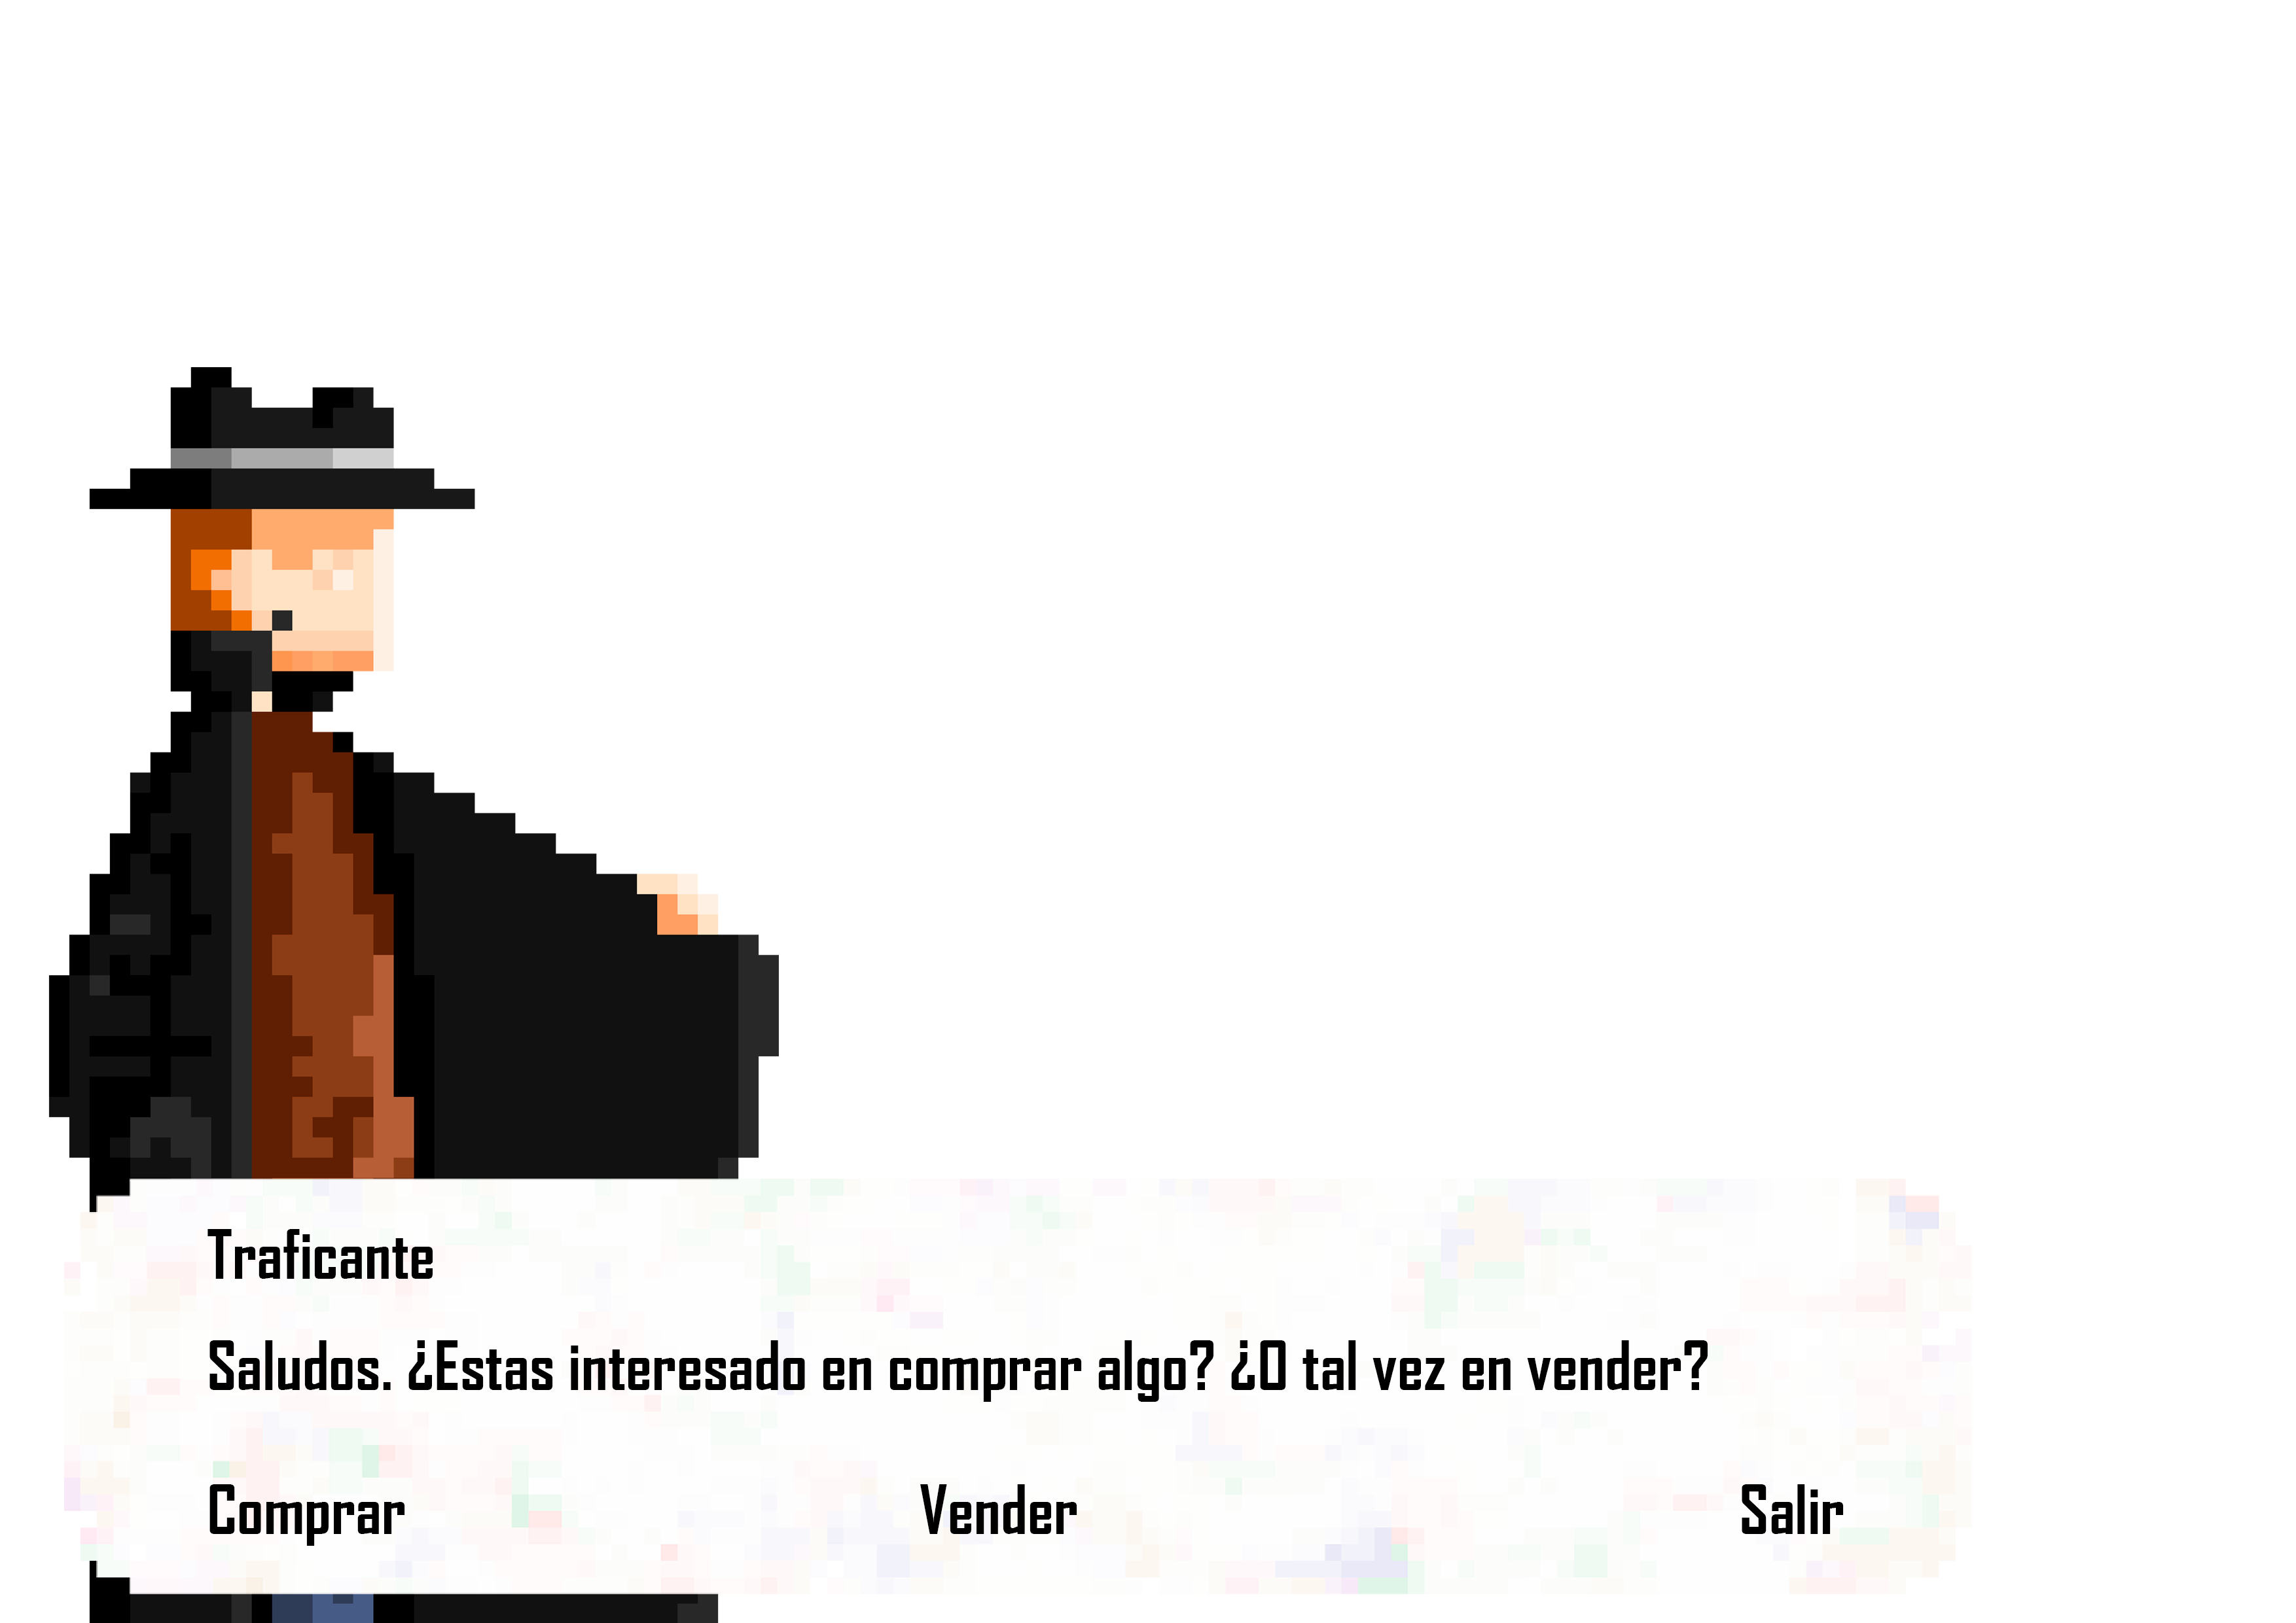 Traficante
Saludos. ¿Estas interesado en comprar algo? ¿O tal vez en vender?
Comprar Vender Salir